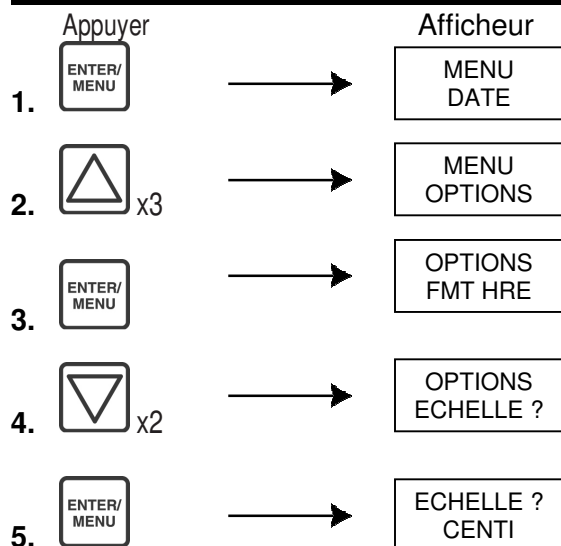 Appuyer Afficheur
1. ENTER/
MENU
MENU
DATE
2. x3
MENU
OPTIONS
3. ENTER/
MENU
OPTIONS
FMT HRE
4. x2
OPTIONS
ECHELLE ?
5. ENTER/
MENU
ECHELLE ?
CENTI